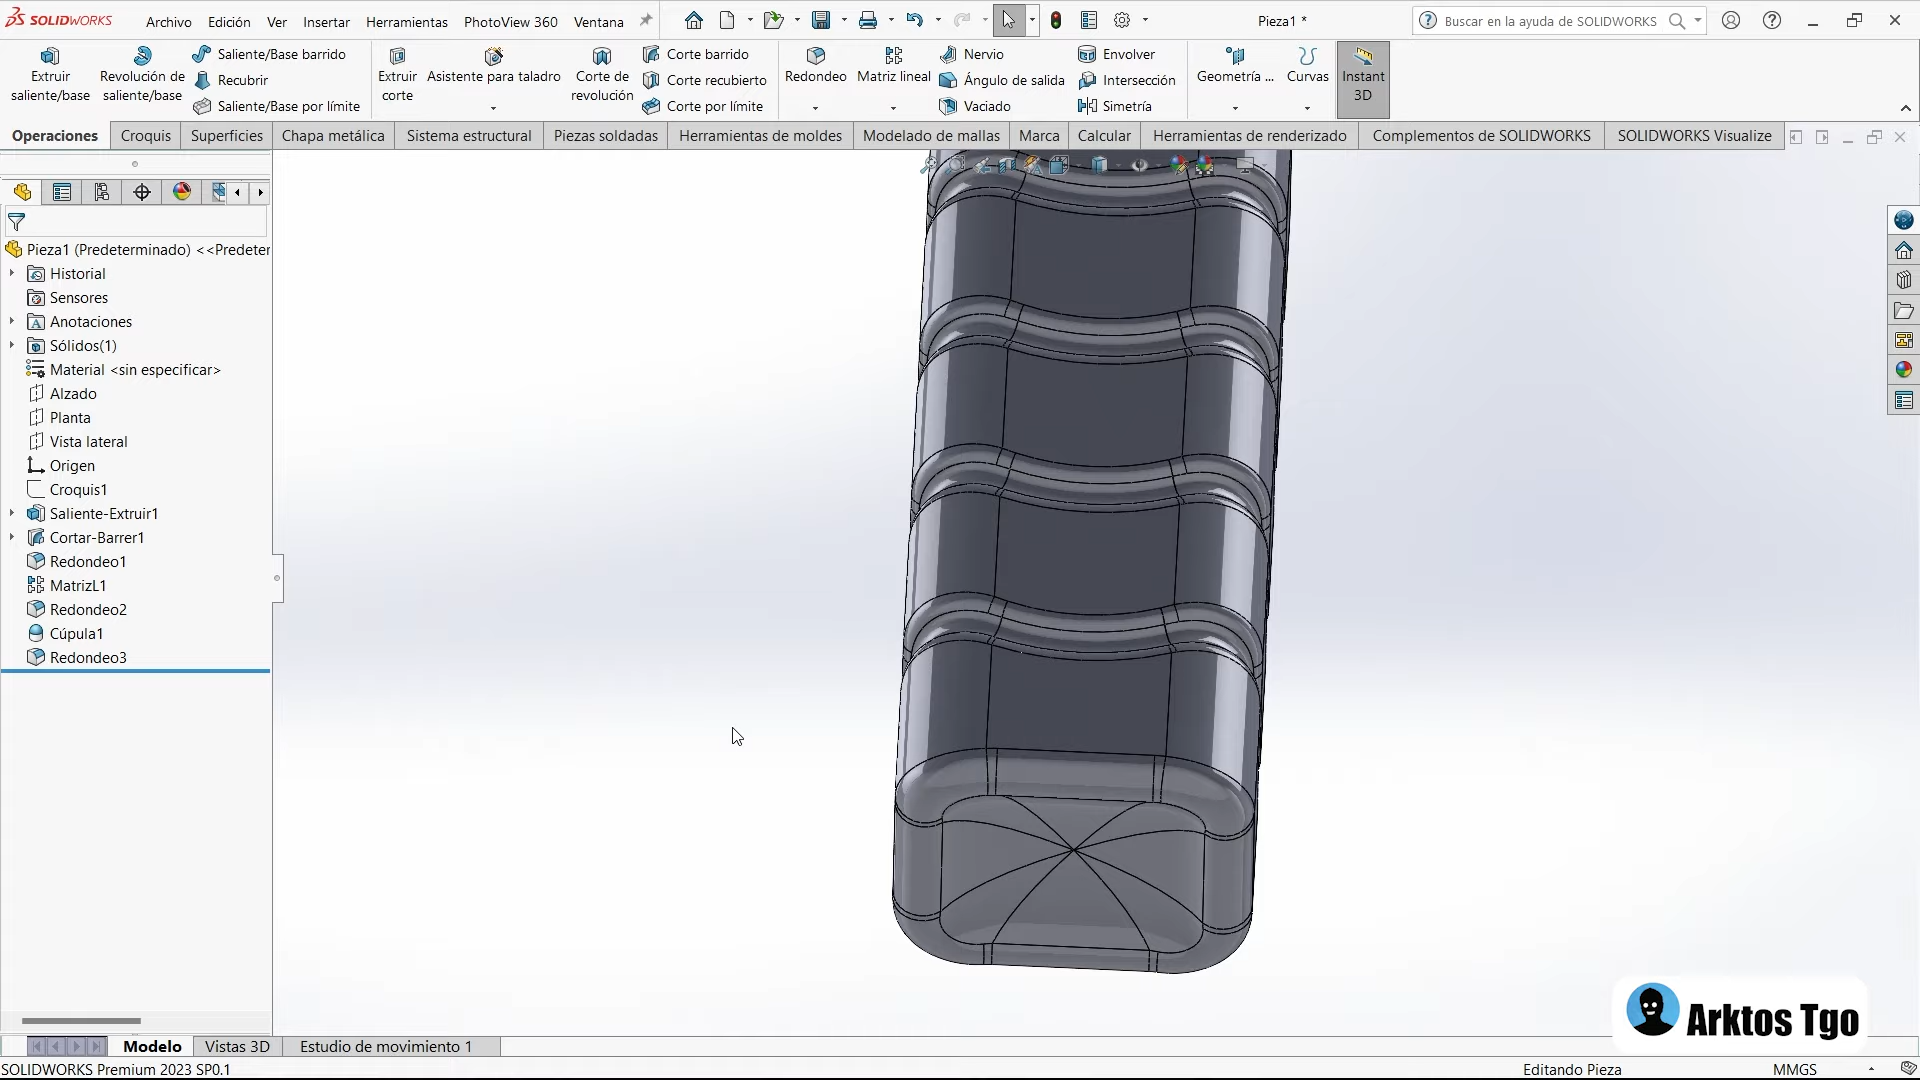 SOLIDWORKS
Archivo
Edición
Ver
Insertar
Herramientas
PhotoView 360
Ventana
Pieza1 *
Buscar en la ayuda de SOLIDWORKS
Extruir
saliente/base
Revolución de
saliente/base
Saliente/Base barrido
Recubrir
Saliente/Base por límite
Extruir
corte
Asistente para taladro
Corte de
revolución
Corte barrido
Corte recubierto
Corte por límite
Redondeo
Matriz lineal
Nervio
Ángulo de salida
Vaciado
Envolver
Intersección
Simetría
Geometría ...
Curvas
Instant
3D
Operaciones
Croquis
Superficies
Chapa metálica
Sistema estructural
Piezas soldadas
Herramientas de moldes
Modelado de mallas
Marca
Calcular
Herramientas de renderizado
Complementos de SOLIDWORKS
SOLIDWORKS Visualize
Pieza1 (Predeterminado) <<Predeter
Historial
Sensores
Anotaciones
Sólidos(1)
Material <sin especificar>
Alzado
Planta
Vista lateral
Origen
Croquis1
Saliente-Extruir1
Cortar-Barrer1
Redondeo1
MatrizL1
Redondeo2
Cúpula1
Redondeo3
Arktos Tgo
Modelo
Vistas 3D
Estudio de movimiento 1
SOLIDWORKS Premium 2023 SP0.1
Editando Pieza
MMGS